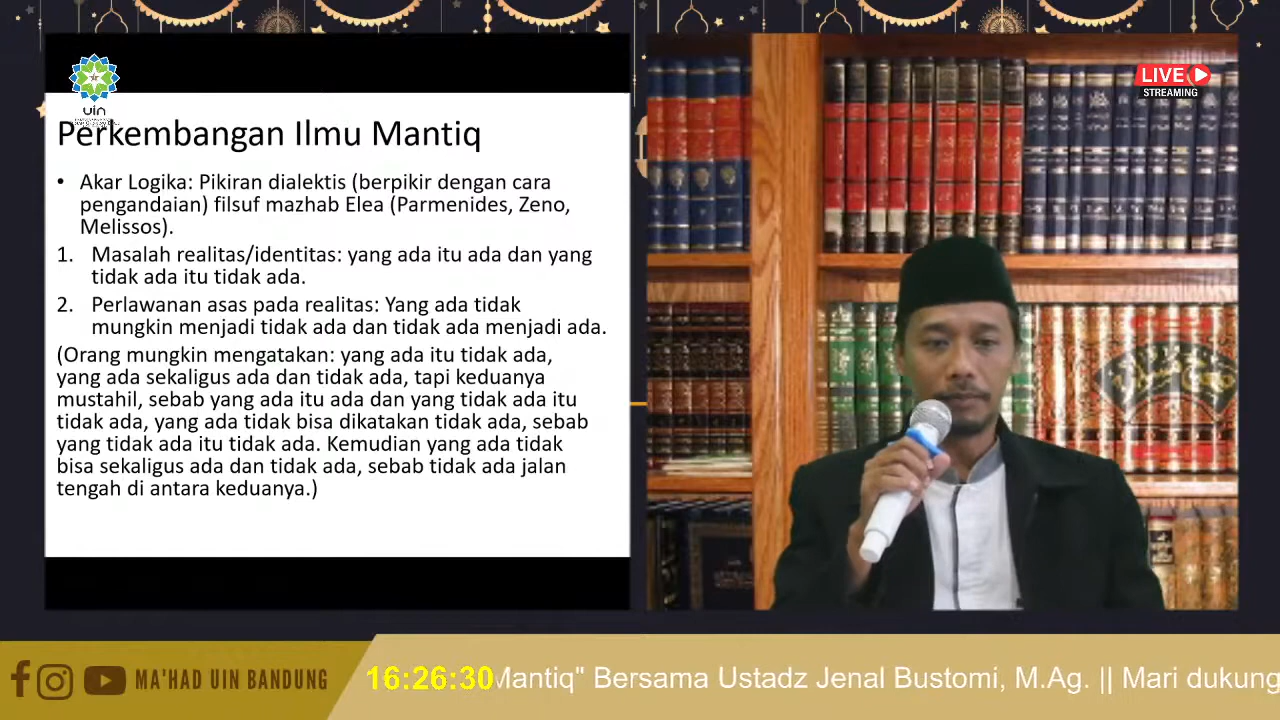 LIVE
STREAMING
uin
Perkembangan Ilmu Mantiq
• Akar Logika: Pikiran dialektis (berpikir dengan cara
pengandaian) filsuf mazhab Elea (Parmenides, Zeno,
Melissos).
1. Masalah realitas/identitas: yang ada itu ada dan yang
tidak ada itu tidak ada.
2. Perlawanan asas pada realitas: Yang ada tidak
mungkin menjadi tidak ada dan tidak ada menjadi ada.
(Orang mungkin mengatakan: yang ada itu tidak ada,
yang ada sekaligus ada dan tidak ada, tapi keduanya
mustahil, sebab yang ada itu ada dan yang tidak ada itu
tidak ada, yang ada tidak bisa dikatakan tidak ada, sebab
yang tidak ada itu tidak ada. Kemudian yang ada tidak
bisa sekaligus ada dan tidak ada, sebab tidak ada jalan
tengah di antara keduanya.)
MA'HAD UIN BANDUNG
16:26:30 Mantiq" Bersama Ustadz Jenal Bustomi, M.Ag. || Mari dukung